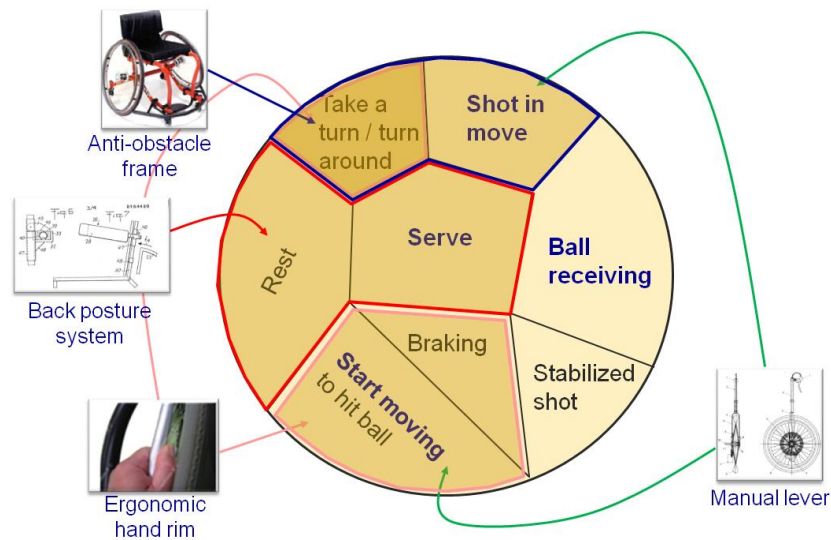 Take a
turn / turn
around
Shot in
move
Anti-obstacle
frame
Serve
Ball
receiving
Rest
Back posture
system
Braking
Start moving
to hit ball
Stabilized
shot
Ergonomic
hand rim
Manual lever